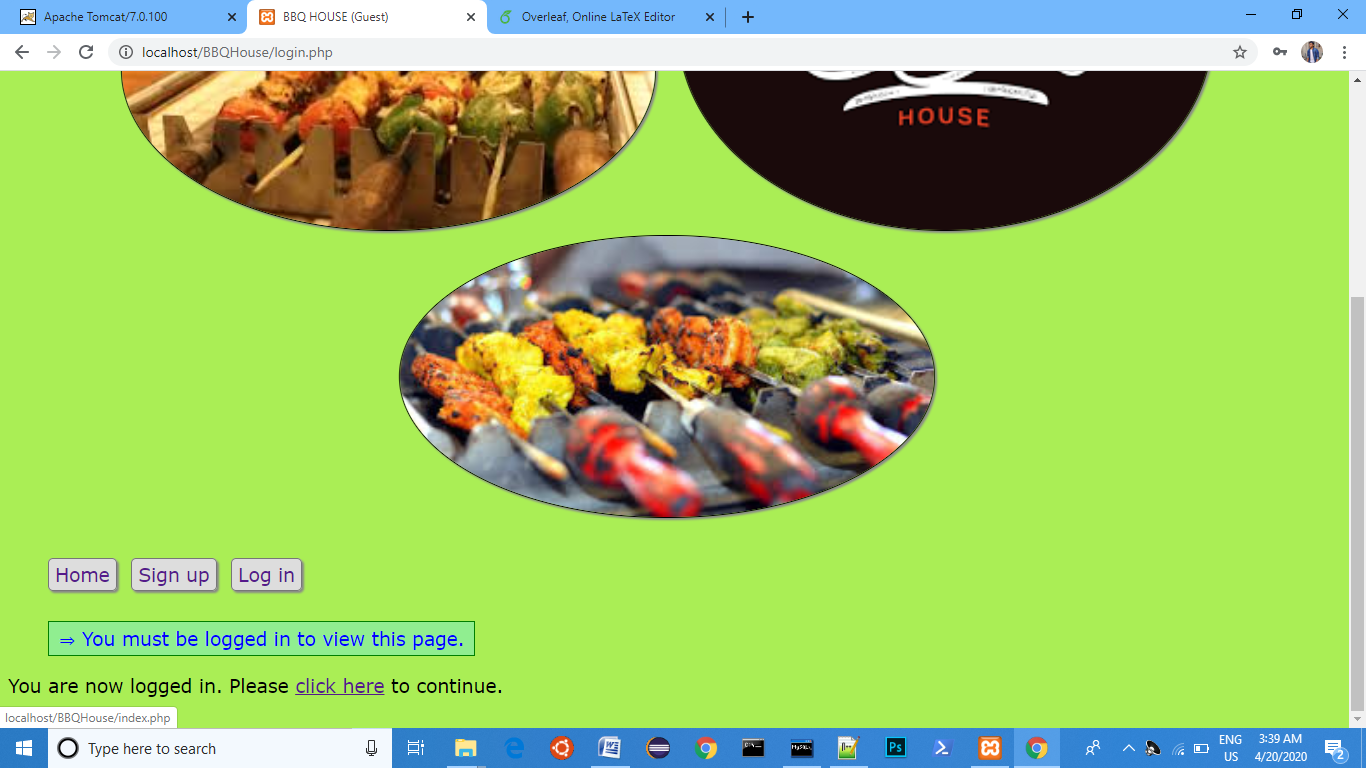 Apache Tomcat/7.0.100
BBQ HOUSE (Guest)
Overleaf, Online LaTeX Editor
localhost/BBQHouse/login.php
HOUSE
Home
Sign up
Log in
⇒ You must be logged in to view this page.
You are now logged in. Please click here to continue.
localhost/BBQHouse/index.php
Type here to search
ENG
US
3:39 AM
4/20/2020
2